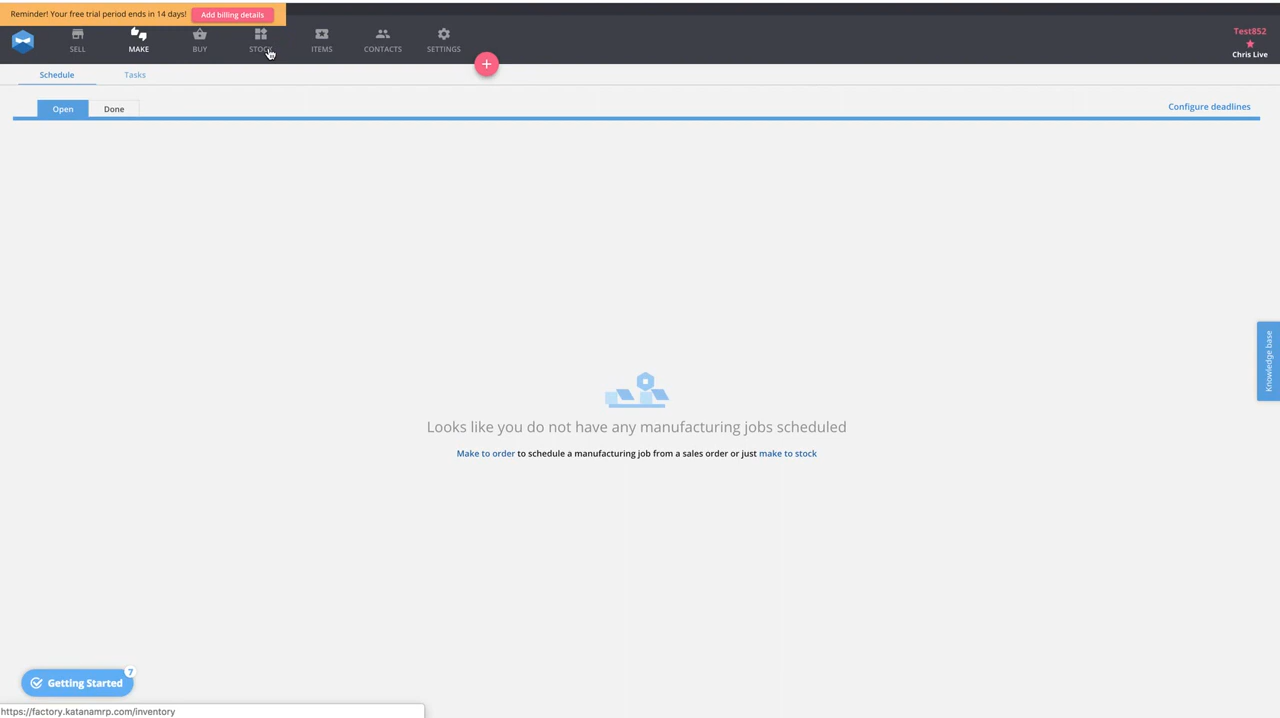 Reminder! Your free trial period ends in 14 days! Add billing details
SELL MAKE BUY STOCK ITEMS CONTACTS SETTINGS
+
Test852
Chris Live
Schedule Tasks
Open Done Configure deadlines
Knowledge base
Looks like you do not have any manufacturing jobs scheduled
Make to order to schedule a manufacturing job from a sales order or just make to stock
7
Getting Started
https://factory.katanamrp.com/inventory